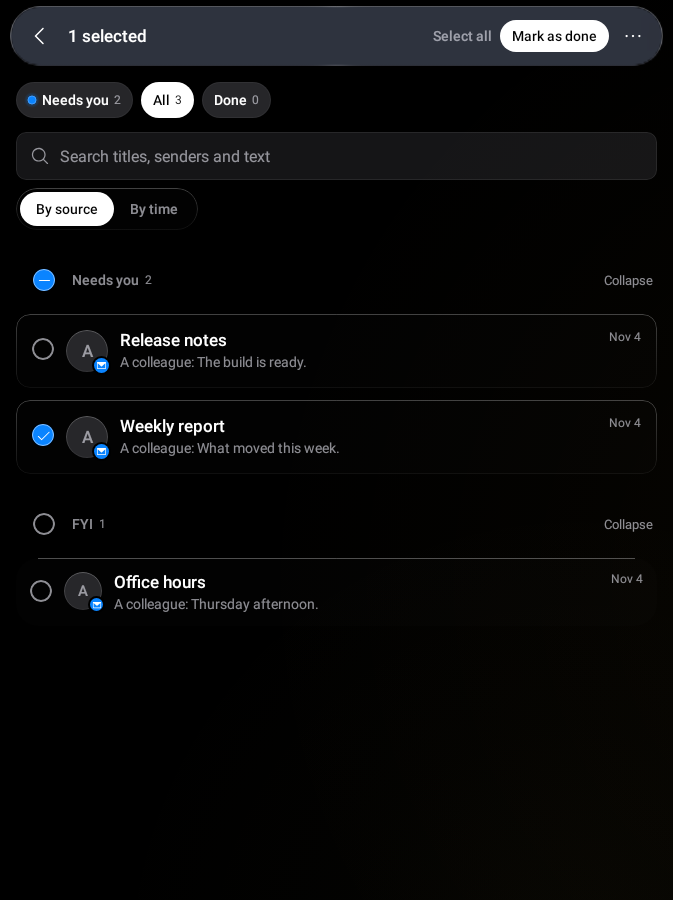 1 selected Select all Mark as done
Needs you 2 All 3 Done 0
Search titles, senders and text
By source By time
Needs you 2 Collapse
A Release notes Nov 4
A colleague: The build is ready.
A Weekly report Nov 4
A colleague: What moved this week.
FYI 1 Collapse
A Office hours Nov 4
A colleague: Thursday afternoon.